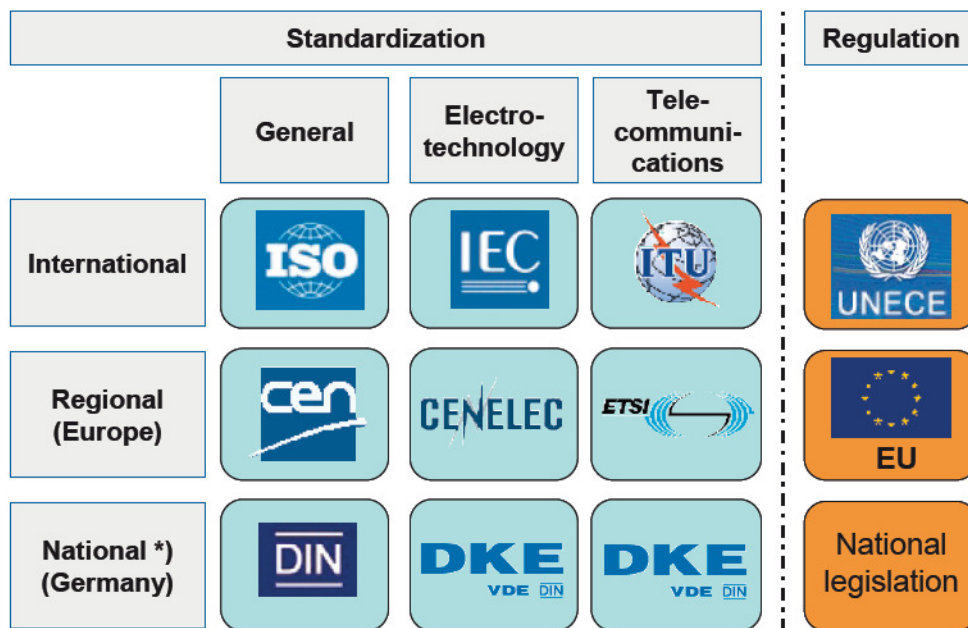 Standardization
Regulation
General
Electro-
technology
Tele-
communi-
cations
International
ISO
IEC
ITU
UNECE
Regional
(Europe)
cen
CENELEC
ETSI
EU
National *)
(Germany)
DIN
DKE
VDE DIN
DKE
VDE DIN
National
legislation